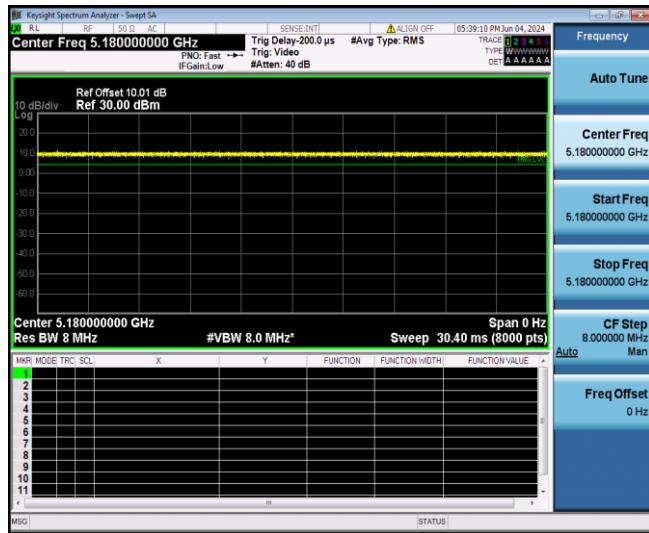 Keysight Spectrum Analyzer - Swept SA
RL RF 50 Ω AC SENSE:INT ALIGN OFF 05:39:10 PM Jun 04, 2024
Center Freq 5.180000000 GHz
PNO: Fast
IFGain:Low
Trig Delay-200.0 µs
Trig: Video
#Atten: 40 dB
#Avg Type: RMS
TRACE 1 2 3 4 5 6
TYPE WWWWWW
DET A A A A A A
Ref Offset 10.01 dB
10 dB/div Ref 30.00 dBm
Log
20.0
10.0
TRIG LVL
0.00
-10.0
-20.0
-30.0
-40.0
-50.0
-60.0
Center 5.180000000 GHz Span 0 Hz
Res BW 8 MHz #VBW 8.0 MHz* Sweep 30.40 ms (8000 pts)
MKR MODE TRC SCL X Y FUNCTION FUNCTION WIDTH FUNCTION VALUE
1
2
3
4
5
6
7
8
9
10
11
MSG STATUS
Frequency
Auto Tune
Center Freq
5.180000000 GHz
Start Freq
5.180000000 GHz
Stop Freq
5.180000000 GHz
CF Step
8.000000 MHz
Auto Man
Freq Offset
0 Hz